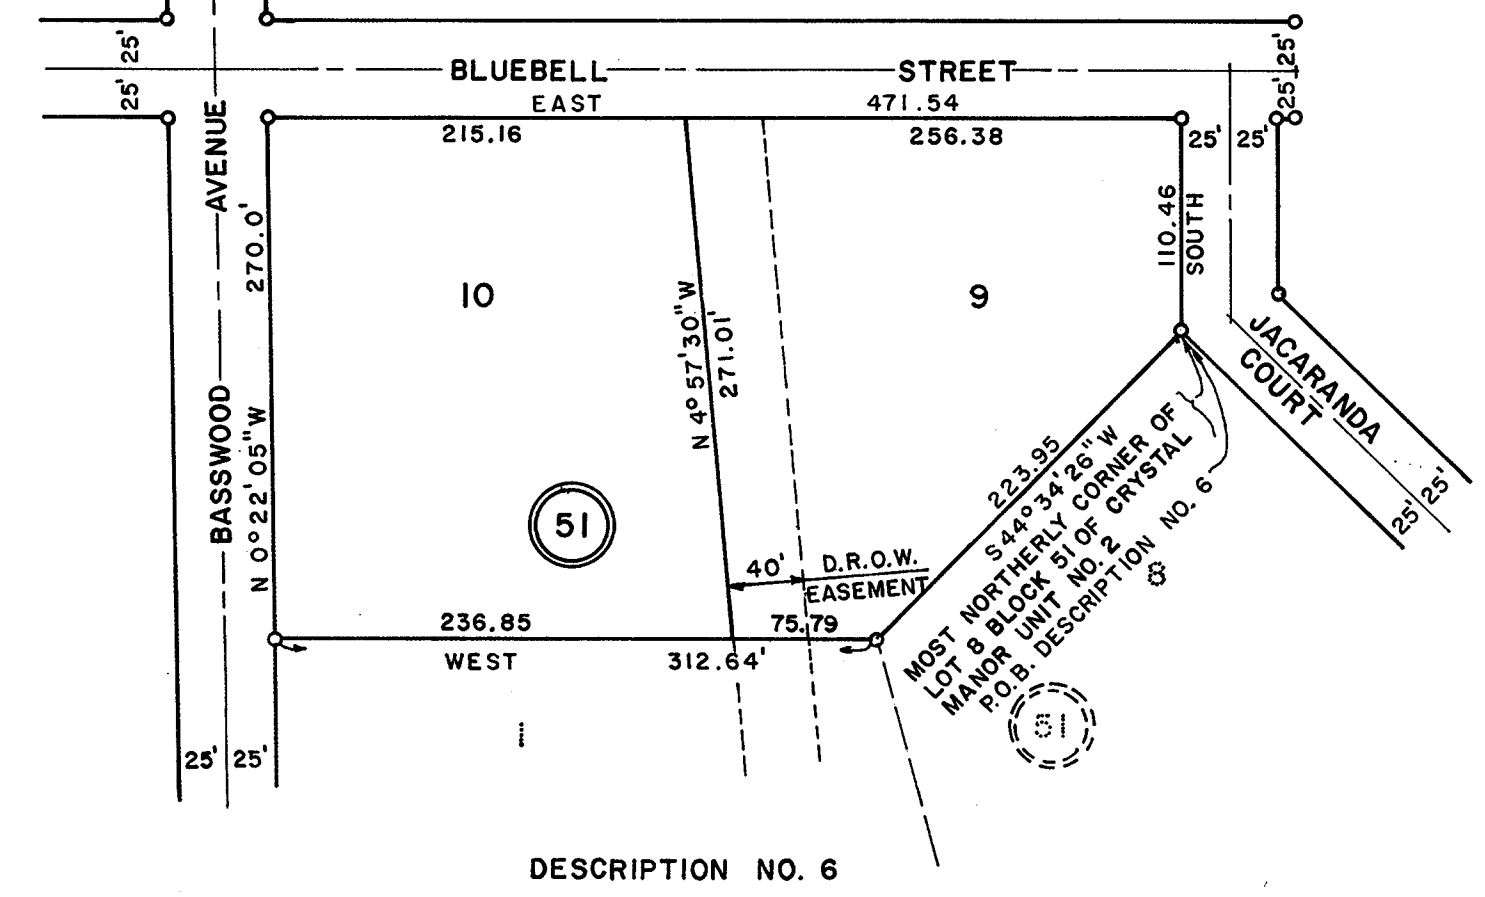 25'
25'
25'
25'
BLUEBELL STREET
EAST 471.54
215.16
256.38
25'
25'
BASSWOOD AVENUE
N 0°22'05"W 270.0'
110.46
SOUTH
10
9
N 4°57'30"W
271.01'
JACARANDA
COURT
25'
25'
51
223.95
S 44°34'26"W
MOST NORTHERLY CORNER OF
LOT 8 BLOCK 51 OF CRYSTAL
MANOR UNIT NO. 2
P.O.B. DESCRIPTION NO. 6
40'
D.R.O.W.
EASEMENT
8
236.85
75.79
WEST
312.64'
51
1
25'
25'
DESCRIPTION NO. 6